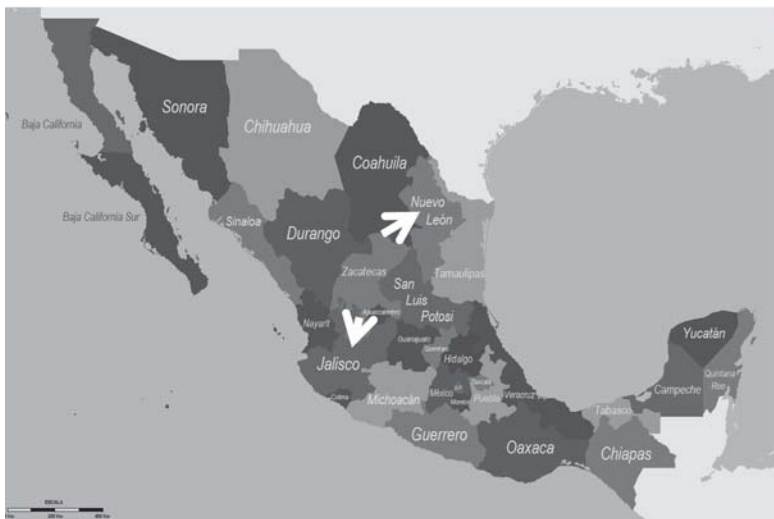 Sonora
Baja California
Chihuahua
Coahuila
Baja California Sur
Sinaloa
Durango
Nuevo
León
Zacatecas
Tamaulipas
San
Luis
Potosí
Nayarit
Aguascalientes
Guanajuato
Querétaro
Hidalgo
Jalisco
Colima
Michoacán
México
Morelos
Tlaxcala
Puebla
Veracruz
Guerrero
Oaxaca
Tabasco
Chiapas
Campeche
Yucatán
Quintana
Roo
ESCALA